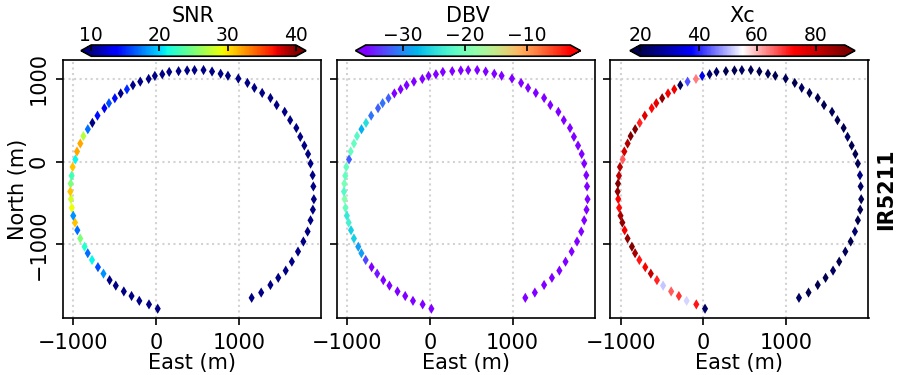 SNR
DBV
Xc
10 20 30 40
−30 −20 −10
20 40 60 80
1000
0
−1000
North (m)
IR5211
−1000 0 1000
−1000 0 1000
−1000 0 1000
East (m)
East (m)
East (m)